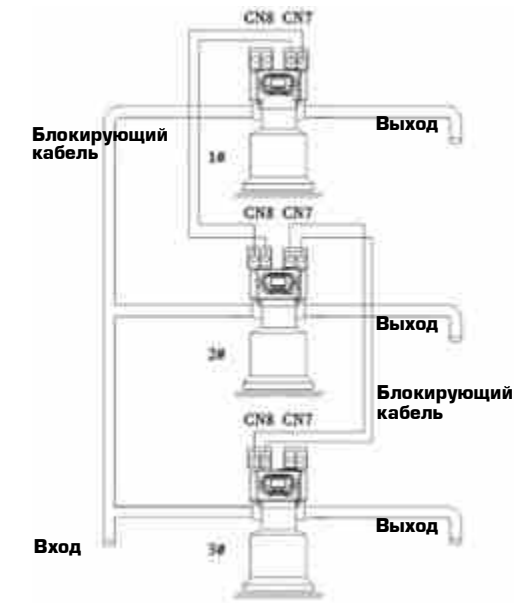 CN8 CN7
Выход
Блокирующий
кабель
1#
CN8 CN7
Выход
2#
Блокирующий
кабель
CN8 CN7
Выход
Вход
3#